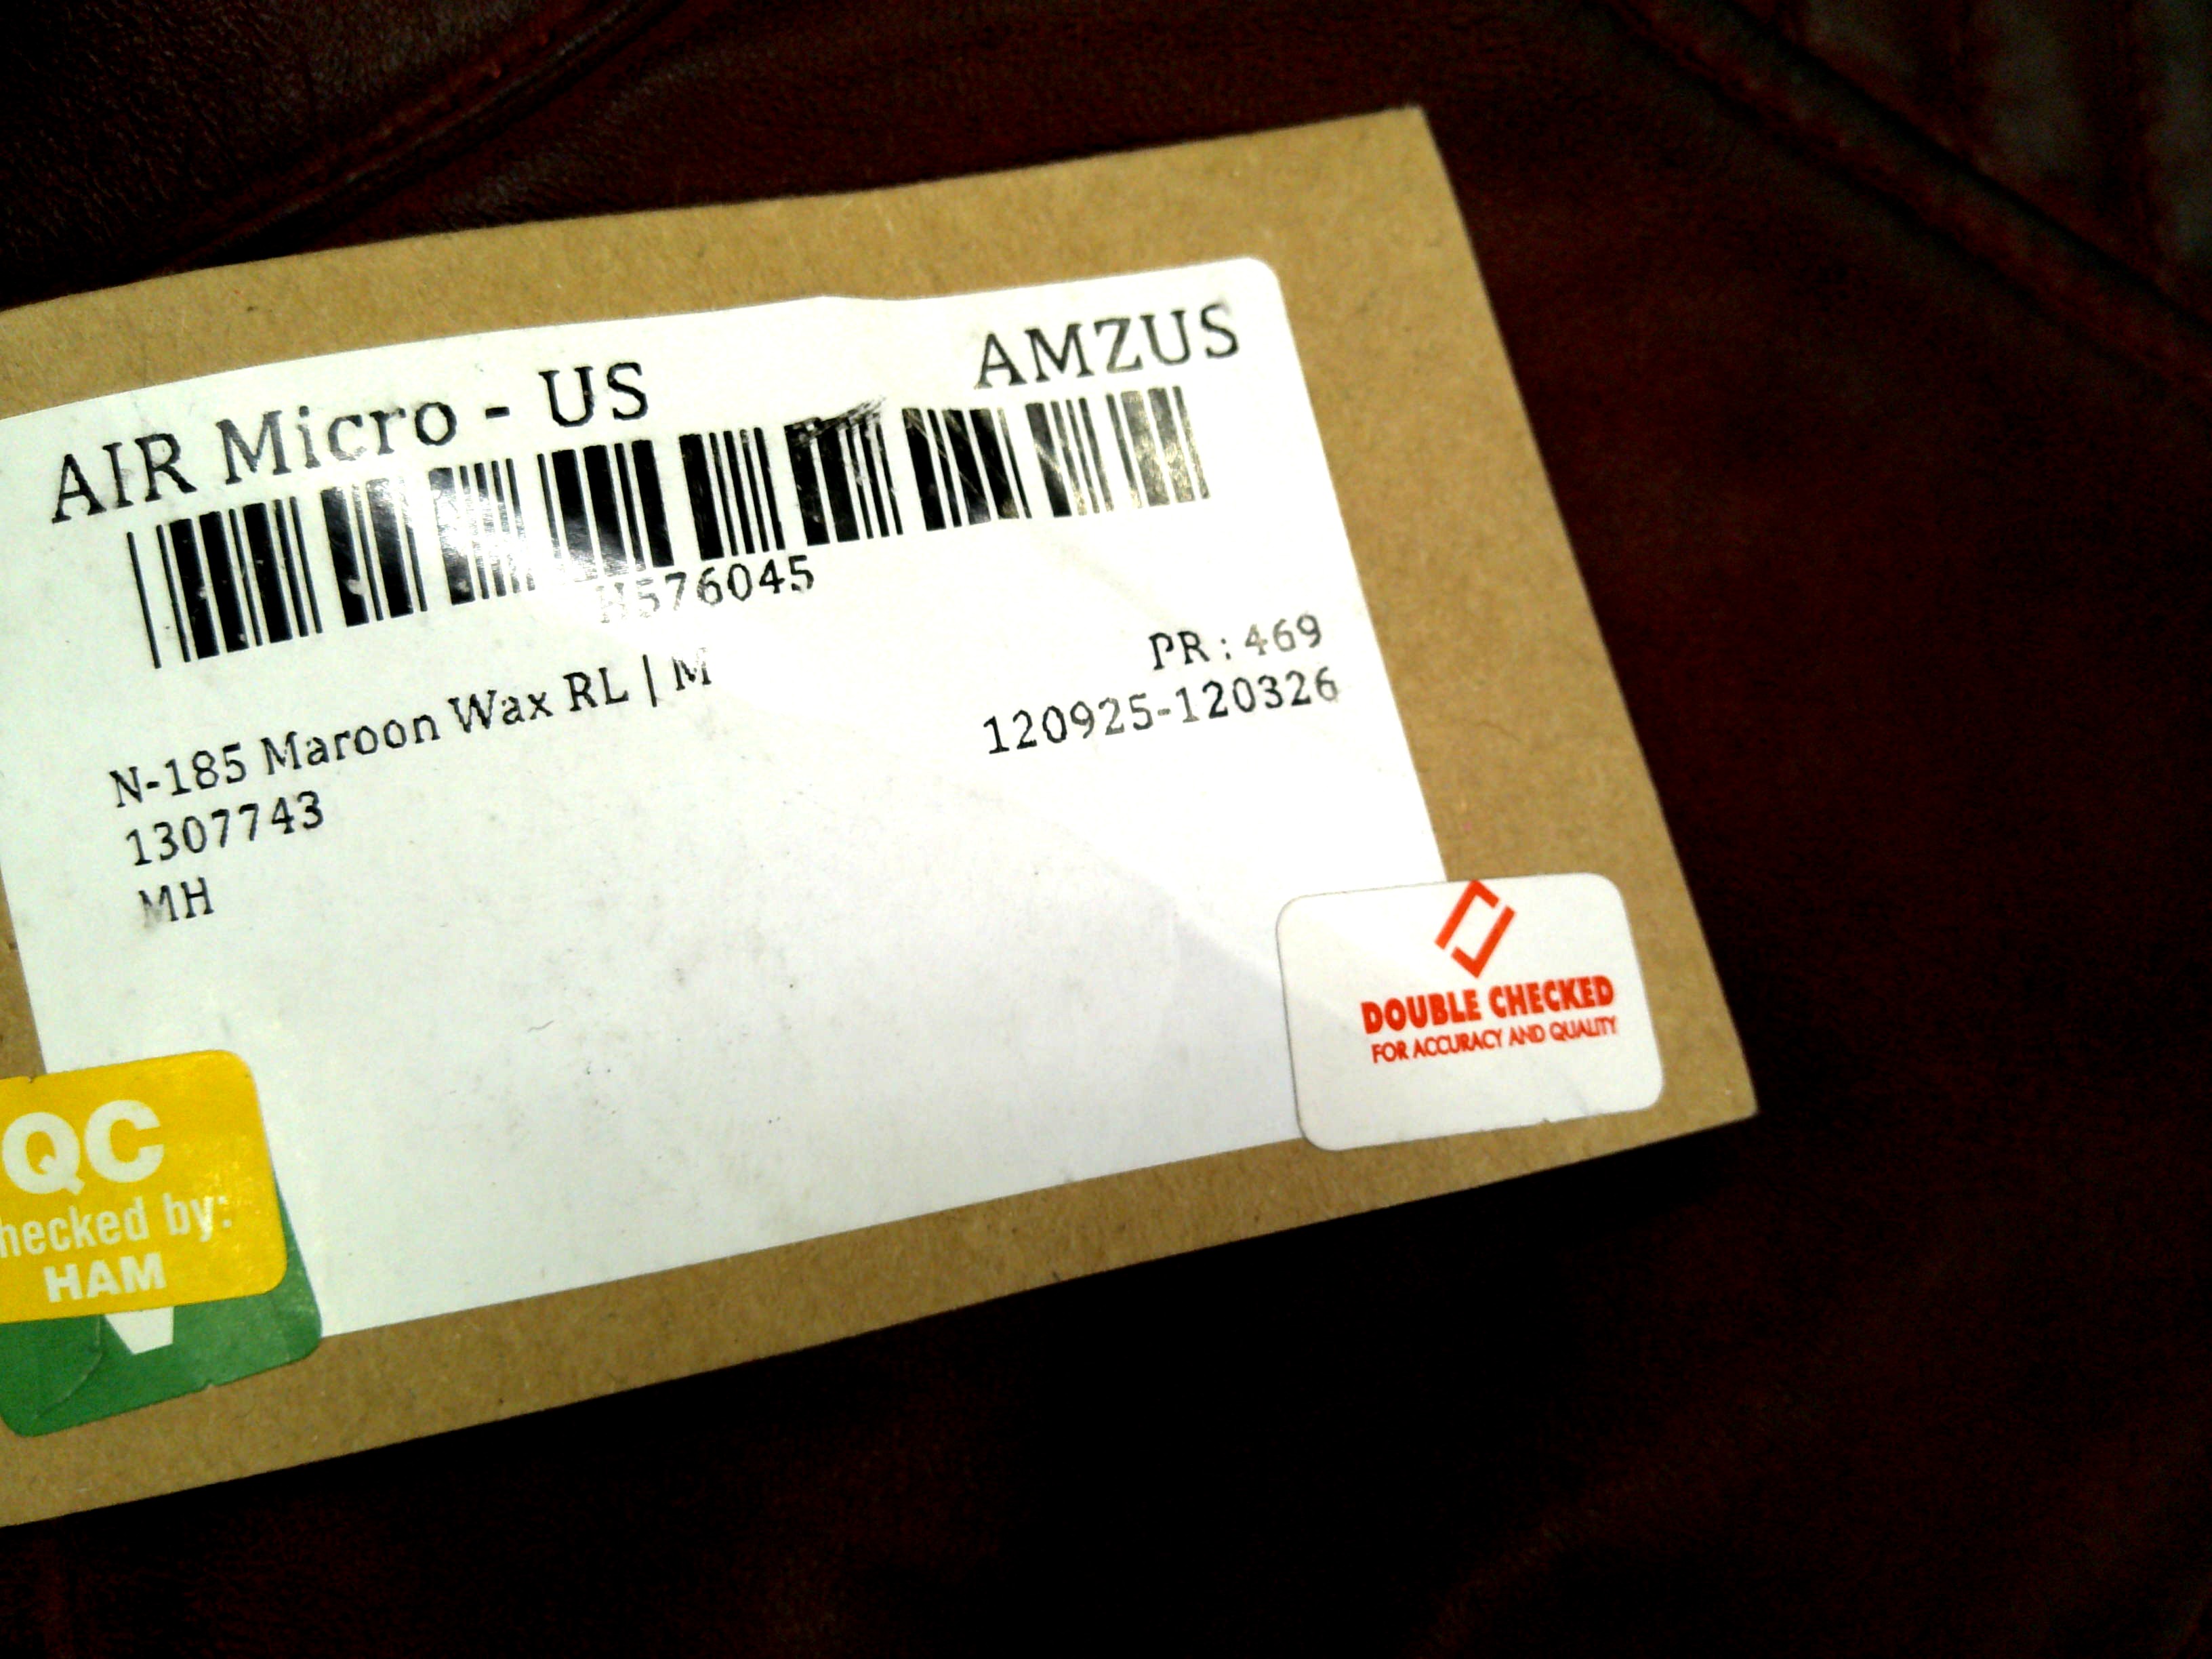 AIR Micro - US
AMZUS
H576045
N-185 Maroon Wax RL | M
1307743
MH
PR : 469
120925-120326
DOUBLE CHECKED
FOR ACCURACY AND QUALITY
QC
hecked by:
HAM